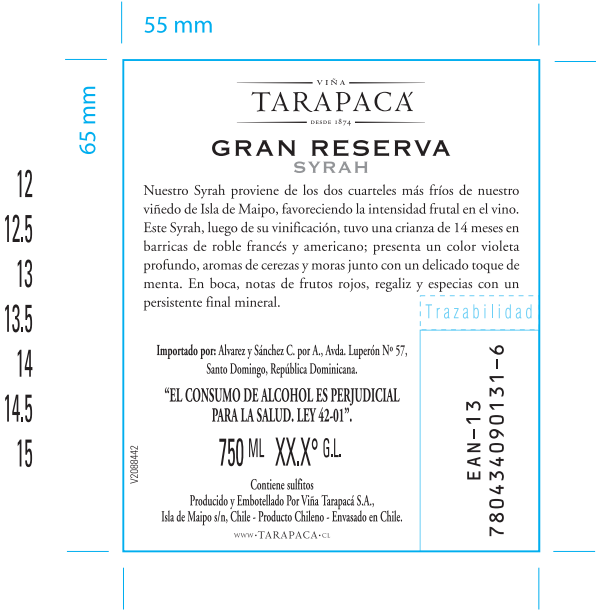 55 mm
65 mm
12
12.5
13
13.5
14
14.5
15
VIÑA
TARAPACÁ
DESDE 1874
GRAN RESERVA
SYRAH
Nuestro Syrah proviene de los dos cuarteles más fríos de nuestro
viñedo de Isla de Maipo, favoreciendo la intensidad frutal en el vino.
Este Syrah, luego de su vinificación, tuvo una crianza de 14 meses en
barricas de roble francés y americano; presenta un color violeta
profundo, aromas de cerezas y moras junto con un delicado toque de
menta. En boca, notas de frutos rojos, regaliz y especias con un
persistente final mineral.
Trazabilidad
Importado por: Alvarez y Sánchez C. por A., Avda. Luperón Nº 57,
Santo Domingo, República Dominicana.
“EL CONSUMO DE ALCOHOL ES PERJUDICIAL
PARA LA SALUD. LEY 42-01”.
750 ML XX.X° G.L.
Contiene sulfitos
Producido y Embotellado Por Viña Tarapacá S.A.,
Isla de Maipo s/n, Chile - Producto Chileno - Envasado en Chile.
WWW·TARAPACA·CL
V2088442
EAN-13
7804340090131-6